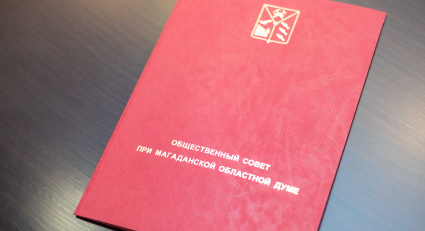 ОБЩЕСТВЕННЫЙ СОВЕТ
ПРИ МАГАДАНСКОЙ ОБЛАСТНОЙ ДУМЕ